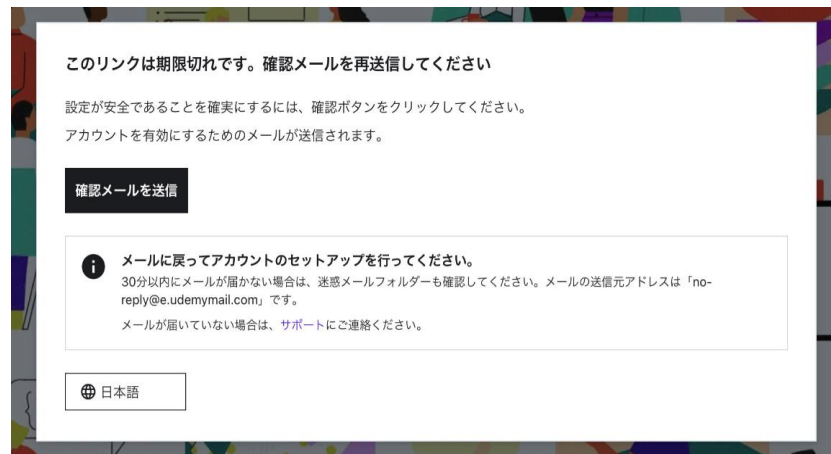 このリンクは期限切れです。確認メールを再送信してください
設定が安全であることを確実にするには、確認ボタンをクリックしてください。
アカウントを有効にするためのメールが送信されます。
確認メールを送信
メールに戻ってアカウントのセットアップを行ってください。
30分以内にメールが届かない場合は、迷惑メールフォルダーも確認してください。メールの送信元アドレスは「no-
reply@e.udemymail.com」です。
メールが届いていない場合は、サポートにご連絡ください。
日本語